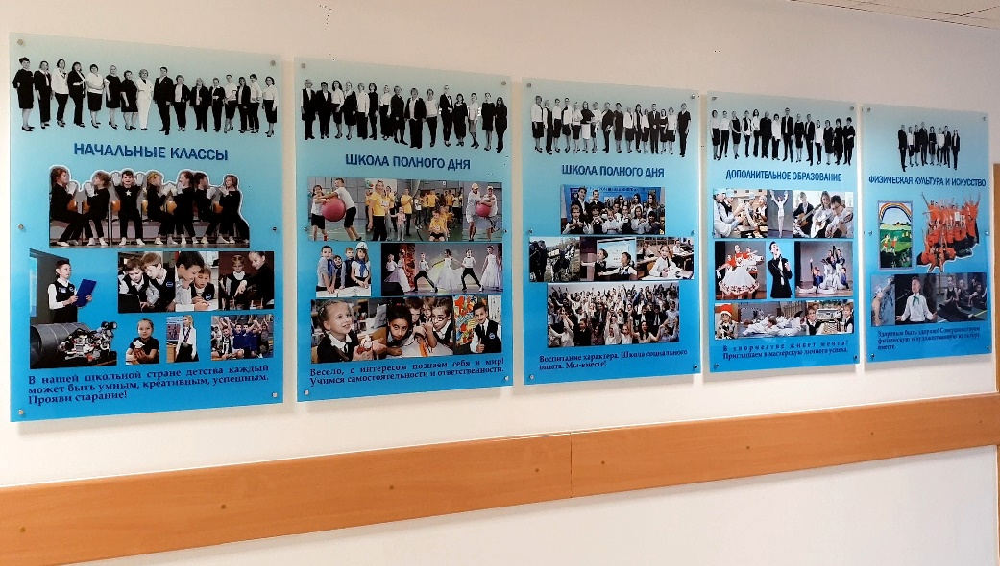 НАЧАЛЬНЫЕ КЛАССЫ
В нашей школьной стране детства каждый
может быть умным, креативным, успешным.
Прояви старание!
ШКОЛА ПОЛНОГО ДНЯ
Весело, с интересом познаем себя и мир!
Учимся самостоятельности и ответственности.
ШКОЛА ПОЛНОГО ДНЯ
Воспитание характера. Школа социального
опыта. Мы-вместе!
ДОПОЛНИТЕЛЬНОЕ ОБРАЗОВАНИЕ
В творчестве живет мечта!
Приглашаем в мастерскую личного успеха.
ФИЗИЧЕСКАЯ КУЛЬТУРА И ИСКУССТВО
Здоровым быть здорово! Совершенствуем
физическую и художественную культуру
вместе.